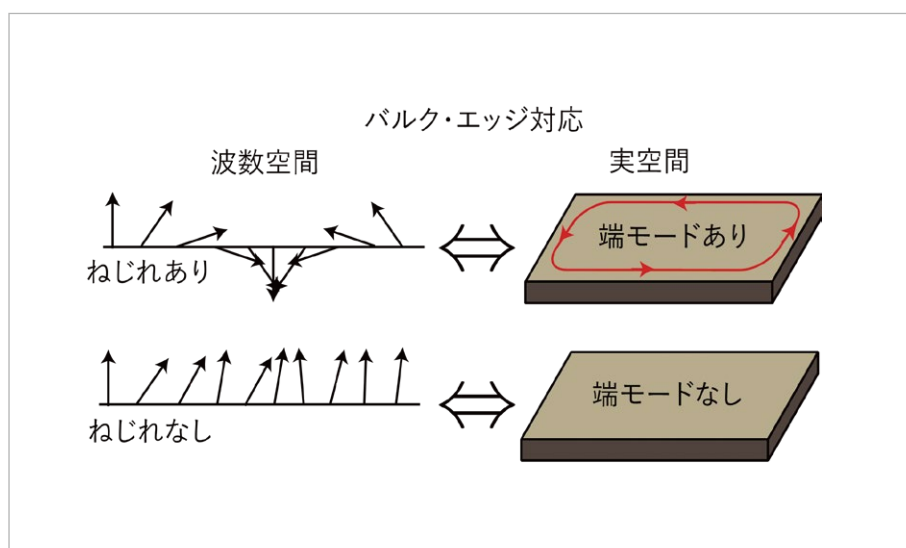 バルク・エッジ対応
波数空間
実空間
ねじれあり
端モードあり
ねじれなし
端モードなし